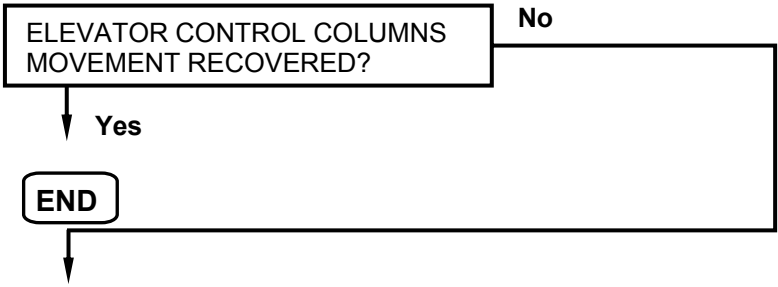 No
ELEVATOR CONTROL COLUMNS
MOVEMENT RECOVERED?
Yes
END